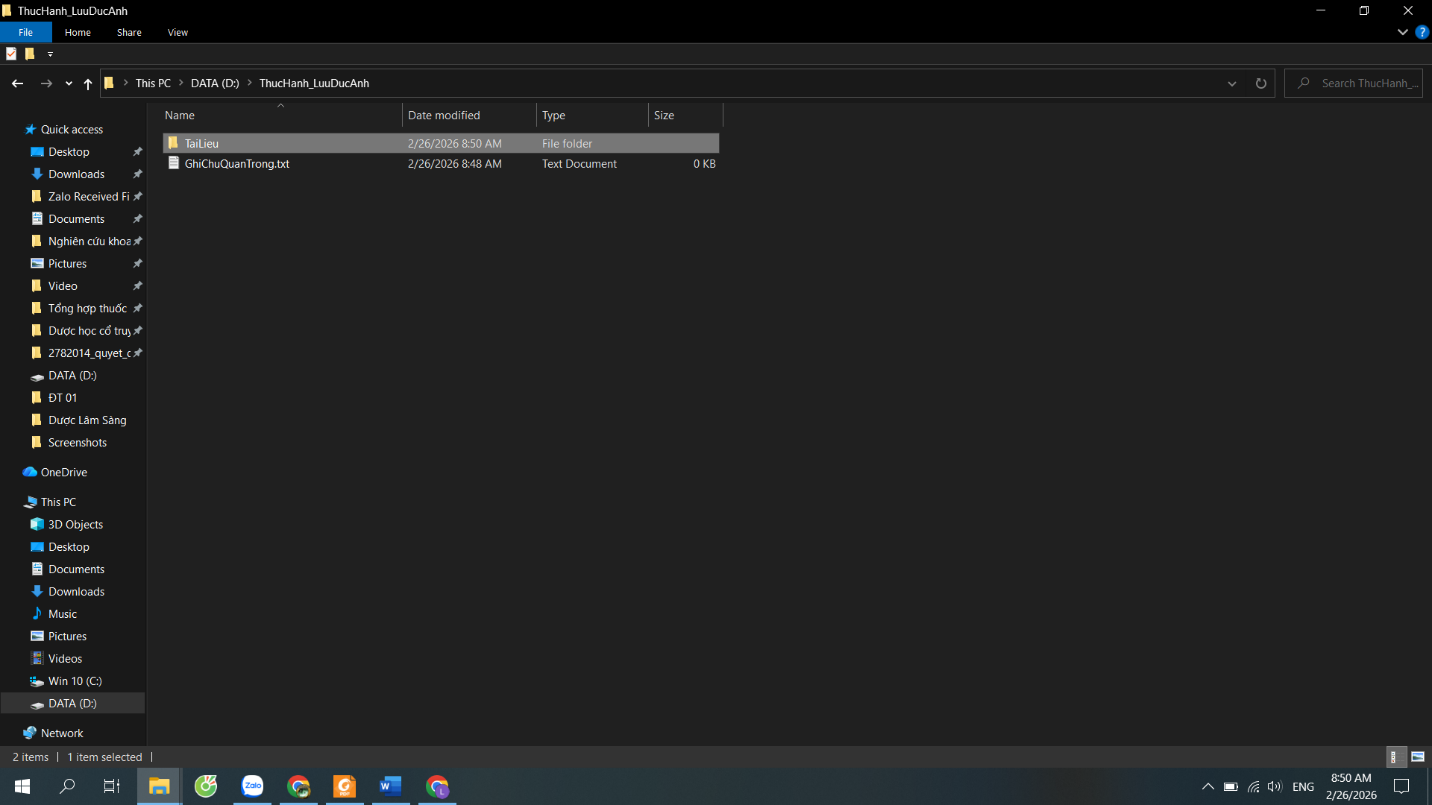 ThucHanh_LuuDucAnh
File Home Share View
This PC DATA (D:) ThucHanh_LuuDucAnh
Search ThucHanh_...
Name Date modified Type Size
TaiLieu 2/26/2026 8:50 AM File folder
GhiChuQuanTrong.txt 2/26/2026 8:48 AM Text Document 0 KB
Quick access
Desktop
Downloads
Zalo Received Fi
Documents
Nghiên cứu khoa
Pictures
Video
Tổng hợp thuốc
Dược học cổ truy
2782014_quyet_c
DATA (D:)
ĐT 01
Dược Lâm Sàng
Screenshots
OneDrive
This PC
3D Objects
Desktop
Documents
Downloads
Music
Pictures
Videos
Win 10 (C:)
DATA (D:)
Network
2 items 1 item selected
Zalo
PDF
W
L
ENG
8:50 AM
2/26/2026